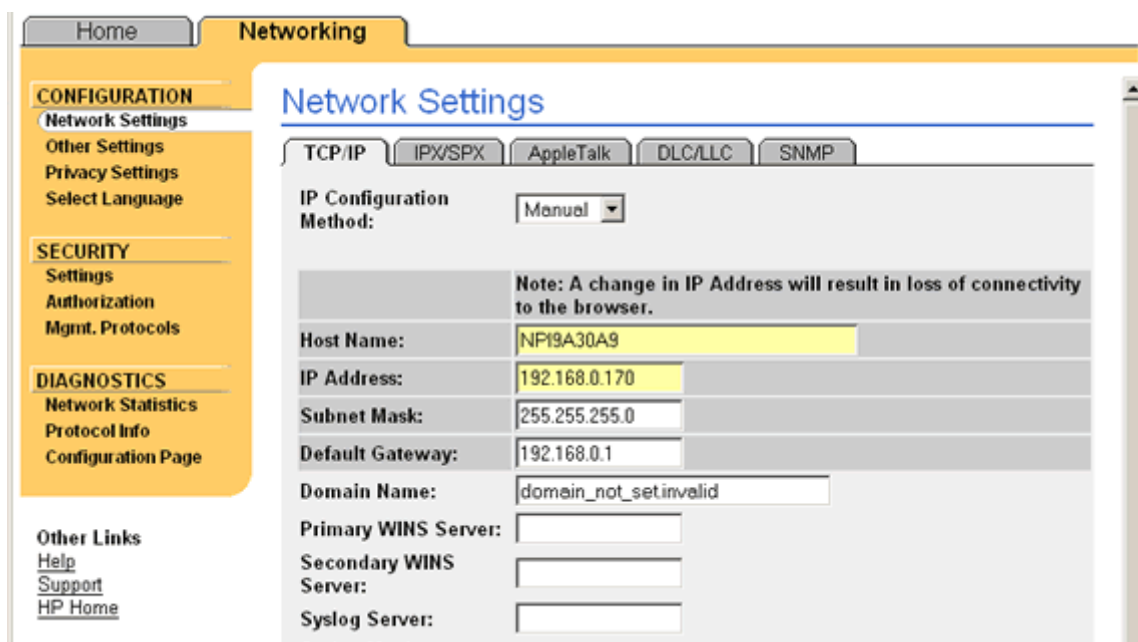 Home
Networking
CONFIGURATION
Network Settings
Other Settings
Privacy Settings
Select Language
SECURITY
Settings
Authorization
Mgmt. Protocols
DIAGNOSTICS
Network Statistics
Protocol Info
Configuration Page
Other Links
Help
Support
HP Home
Network Settings
TCP/IP
IPX/SPX
AppleTalk
DLC/LLC
SNMP
IP Configuration
Method:
Manual
Note: A change in IP Address will result in loss of connectivity
to the browser.
Host Name:
NPI9A30A9
IP Address:
192.168.0.170
Subnet Mask:
255.255.255.0
Default Gateway:
192.168.0.1
Domain Name:
domain_not_set.invalid
Primary WINS Server:
Secondary WINS
Server:
Syslog Server: